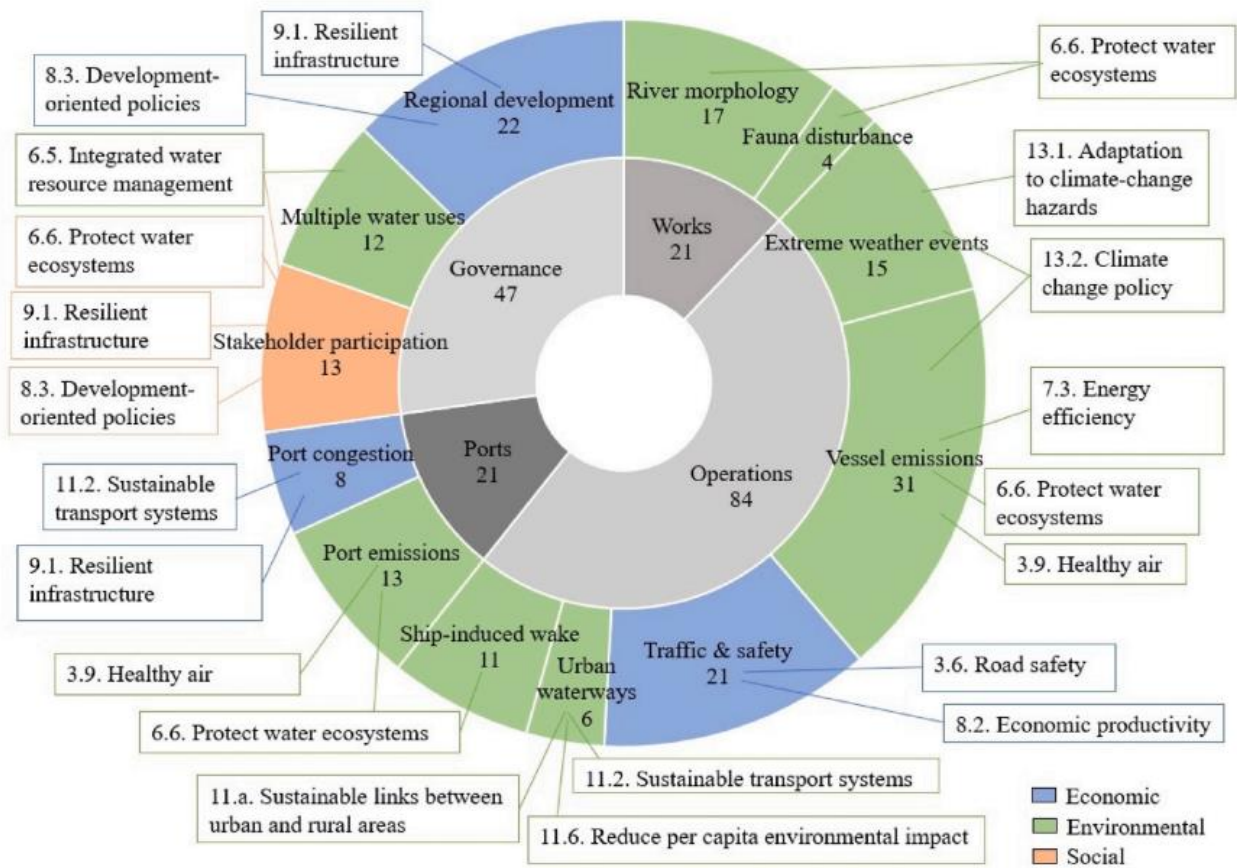 9.1. Resilient
infrastructure
8.3. Development-
oriented policies
6.5. Integrated water
resource management
6.6. Protect water
ecosystems
9.1. Resilient
infrastructure
8.3. Development-
oriented policies
11.2. Sustainable
transport systems
9.1. Resilient
infrastructure
3.9. Healthy air
6.6. Protect water ecosystems
11.a. Sustainable links between
urban and rural areas
Regional development
22
Multiple water uses
12
Stakeholder participation
13
Port congestion
8
Port emissions
13
Ship-induced wake
11
Urban
waterways
6
Traffic & safety
21
Vessel emissions
31
Extreme weather events
15
Fauna disturbance
4
River morphology
17
Governance
47
Works
21
Ports
21
Operations
84
6.6. Protect water
ecosystems
13.1. Adaptation
to climate-change
hazards
13.2. Climate
change policy
7.3. Energy
efficiency
6.6. Protect water
ecosystems
3.9. Healthy air
3.6. Road safety
8.2. Economic productivity
11.2. Sustainable transport systems
11.6. Reduce per capita environmental impact
Economic
Environmental
Social